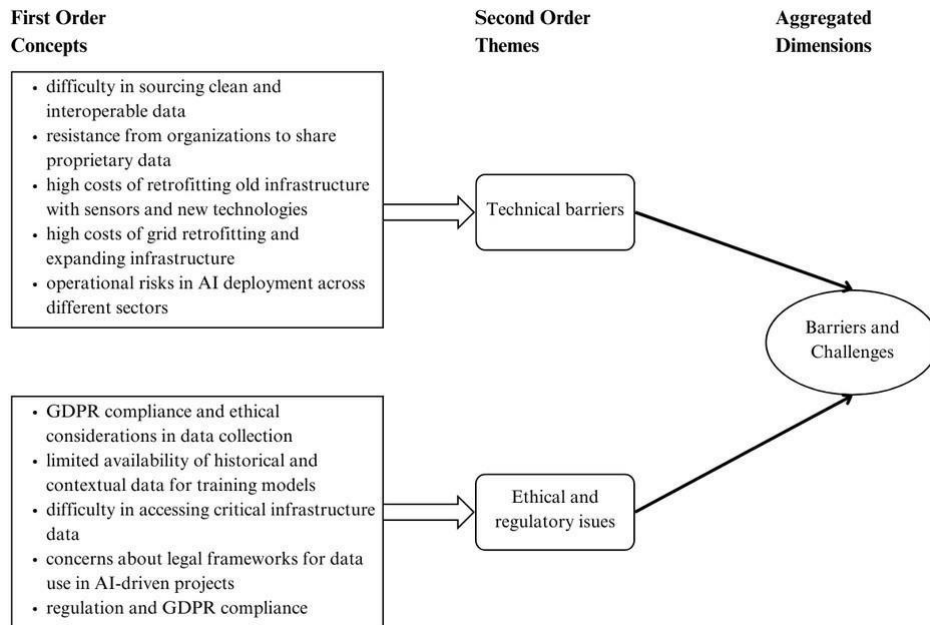 First Order
Concepts
Second Order
Themes
Aggregated
Dimensions
• difficulty in sourcing clean and
interoperable data
• resistance from organizations to share
proprietary data
• high costs of retrofitting old infrastructure
with sensors and new technologies
• high costs of grid retrofitting and
expanding infrastructure
• operational risks in AI deployment across
different sectors
Technical barriers
Barriers and
Challenges
• GDPR compliance and ethical
considerations in data collection
• limited availability of historical and
contextual data for training models
• difficulty in accessing critical infrastructure
data
• concerns about legal frameworks for data
use in AI-driven projects
• regulation and GDPR compliance
Ethical and
regulatory isues